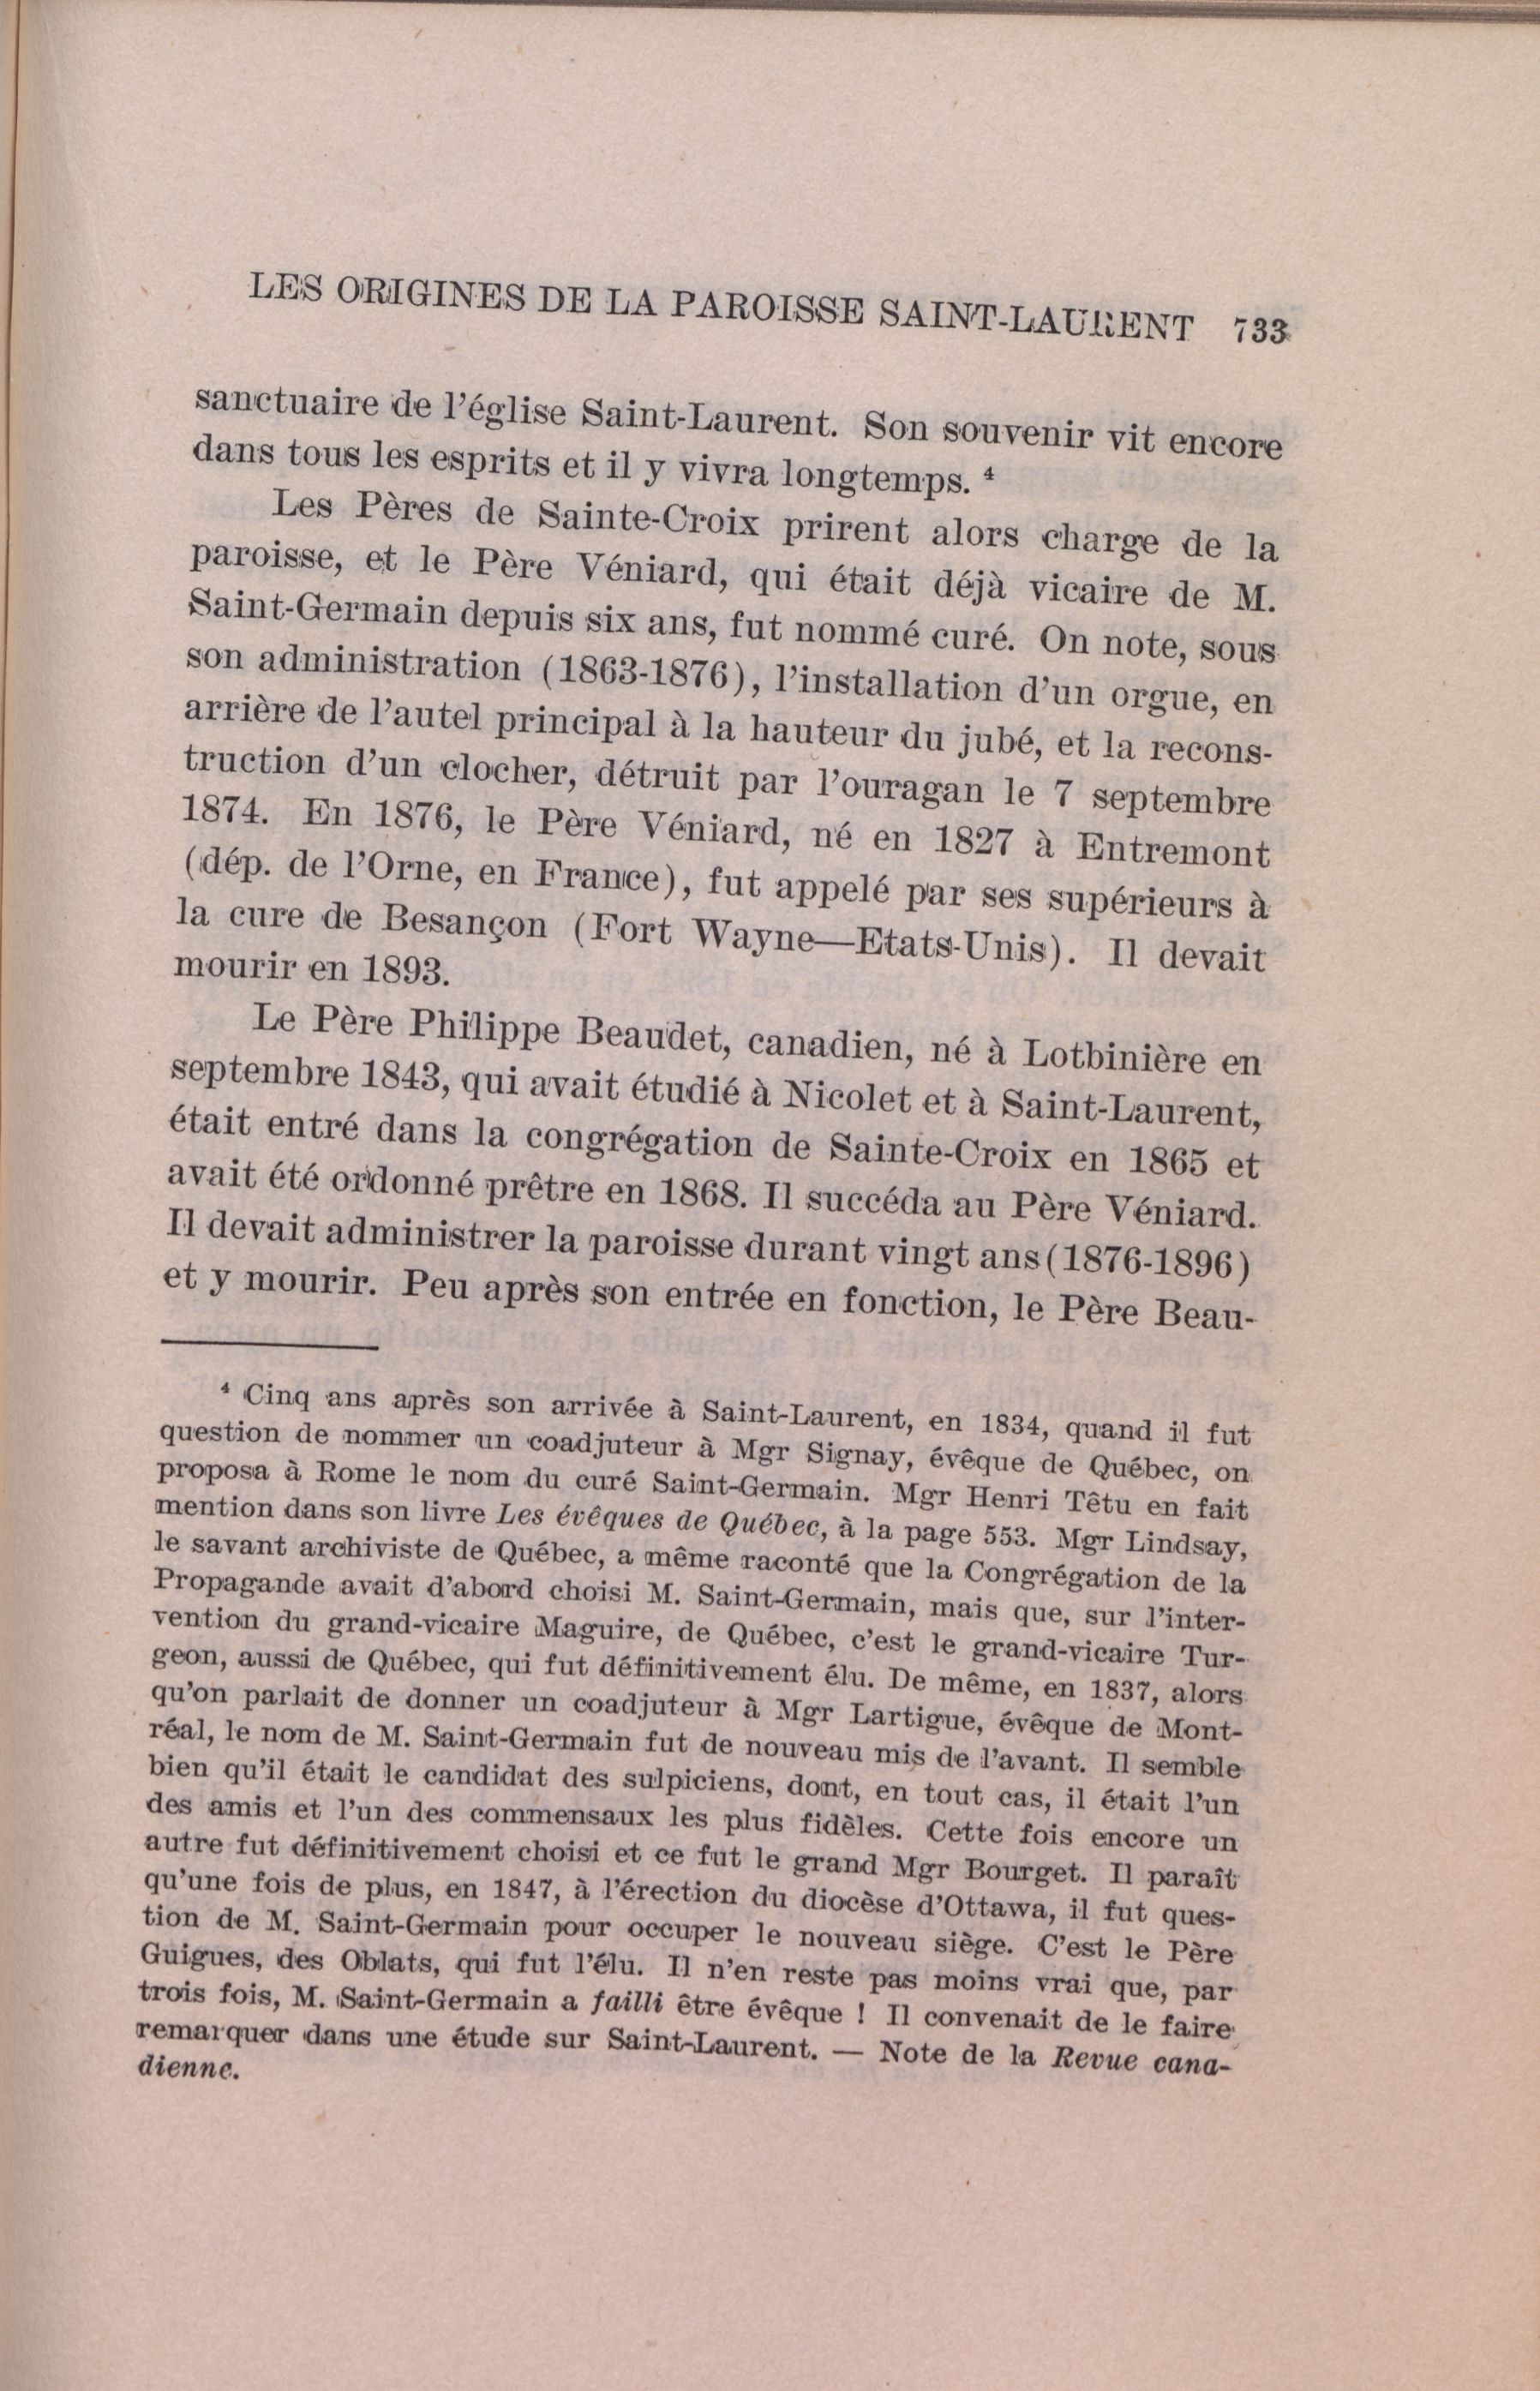 LES ORIGINES DE LA PAROISSE SAINT-LAURENT 733
sanctuaire de l'église Saint-Laurent. Son souvenir vit encore
dans tous les esprits et il y vivra longtemps. ⁴
Les Pères de Sainte-Croix prirent alors charge de la
paroisse, et le Père Véniard, qui était déjà vicaire de M.
Saint-Germain depuis six ans, fut nommé curé. On note, sous
son administration (1863-1876), l'installation d'un orgue, en
arrière de l'autel principal à la hauteur du jubé, et la recons-
truction d'un clocher, détruit par l'ouragan le 7 septembre
1874. En 1876, le Père Véniard, né en 1827 à Entremont
(dép. de l'Orne, en France), fut appelé par ses supérieurs à
la cure de Besançon (Fort Wayne—Etats-Unis). Il devait
mourir en 1893.
Le Père Philippe Beaudet, canadien, né à Lotbinière en
septembre 1843, qui avait étudié à Nicolet et à Saint-Laurent,
était entré dans la congrégation de Sainte-Croix en 1865 et
avait été ordonné prêtre en 1868. Il succéda au Père Véniard.
Il devait administrer la paroisse durant vingt ans (1876-1896)
et y mourir. Peu après son entrée en fonction, le Père Beau-
⁴ Cinq ans après son arrivée à Saint-Laurent, en 1834, quand il fut
question de nommer un coadjuteur à Mgr Signay, évêque de Québec, on
proposa à Rome le nom du curé Saint-Germain. Mgr Henri Têtu en fait
mention dans son livre Les évêques de Québec, à la page 553. Mgr Lindsay,
le savant archiviste de Québec, a même raconté que la Congrégation de la
Propagande avait d'abord choisi M. Saint-Germain, mais que, sur l'inter-
vention du grand-vicaire Maguire, de Québec, c'est le grand-vicaire Tur-
geon, aussi de Québec, qui fut définitivement élu. De même, en 1837, alors
qu'on parlait de donner un coadjuteur à Mgr Lartigue, évêque de Mont-
réal, le nom de M. Saint-Germain fut de nouveau mis de l'avant. Il semble
bien qu'il était le candidat des sulpiciens, dont, en tout cas, il était l'un
des amis et l'un des commensaux les plus fidèles. Cette fois encore un
autre fut définitivement choisi et ce fut le grand Mgr Bourget. Il paraît
qu'une fois de plus, en 1847, à l'érection du diocèse d'Ottawa, il fut ques-
tion de M. Saint-Germain pour occuper le nouveau siège. C'est le Père
Guigues, des Oblats, qui fut l'élu. Il n'en reste pas moins vrai que, par
trois fois, M. Saint-Germain a failli être évêque ! Il convenait de le faire
remarquer dans une étude sur Saint-Laurent. — Note de la Revue cana-
dienne.